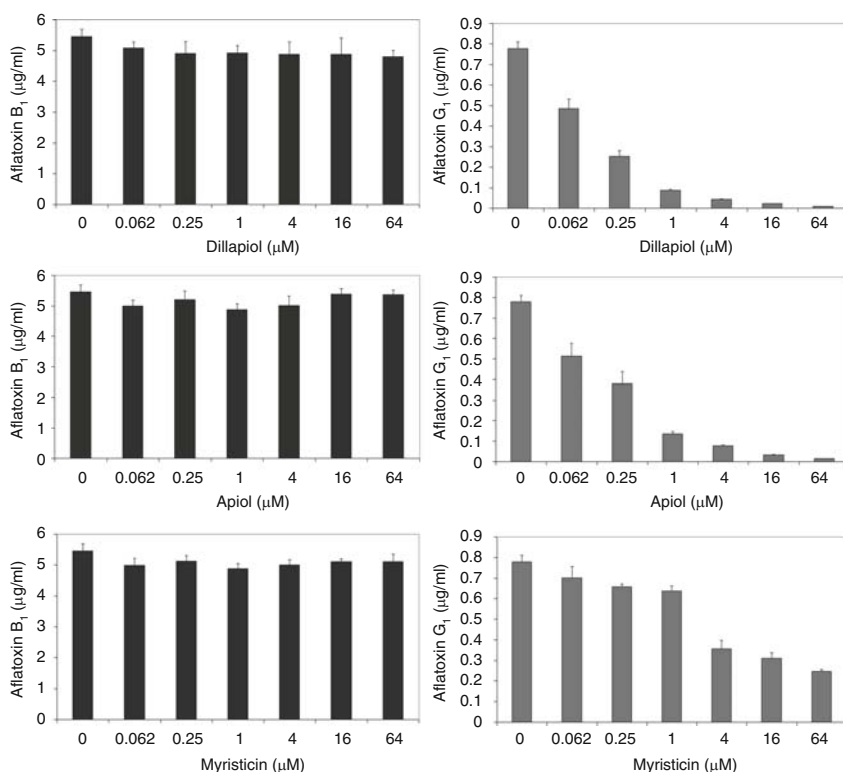 6
5
4
3
2
1
0
Aflatoxin B1 (μg/ml)
0 0.062 0.25 1 4 16 64
Dillapiol (μM)
0.9
0.8
0.7
0.6
0.5
0.4
0.3
0.2
0.1
0
Aflatoxin G1 (μg/ml)
0 0.062 0.25 1 4 16 64
Dillapiol (μM)
6
5
4
3
2
1
0
Aflatoxin B1 (μg/ml)
0 0.062 0.25 1 4 16 64
Apiol (μM)
0.9
0.8
0.7
0.6
0.5
0.4
0.3
0.2
0.1
0
Aflatoxin G1 (μg/ml)
0 0.062 0.25 1 4 16 64
Apiol (μM)
6
5
4
3
2
1
0
Aflatoxin B1 (μg/ml)
0 0.062 0.25 1 4 16 64
Myristicin (μM)
0.9
0.8
0.7
0.6
0.5
0.4
0.3
0.2
0.1
0
Aflatoxin G1 (μg/ml)
0 0.062 0.25 1 4 16 64
Myristicin (μM)